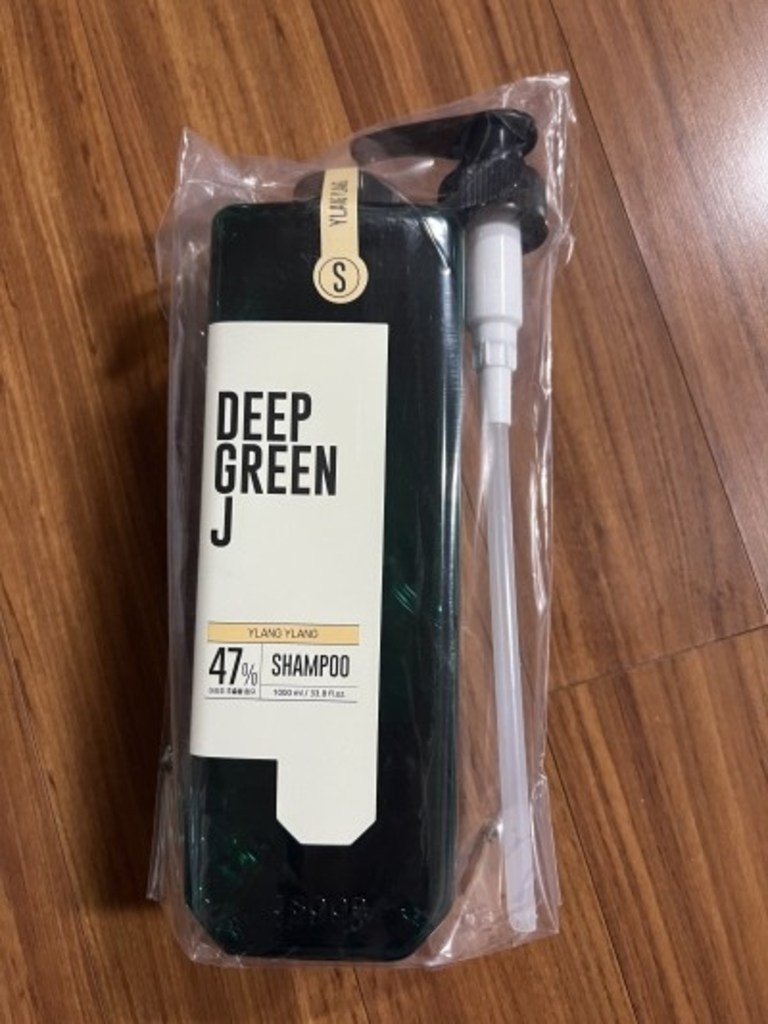 YLANG YLANG
S
DEEP
GREEN
J
YLANG YLANG
47%
SHAMPOO
1000 ml / 33.8 fl.oz.